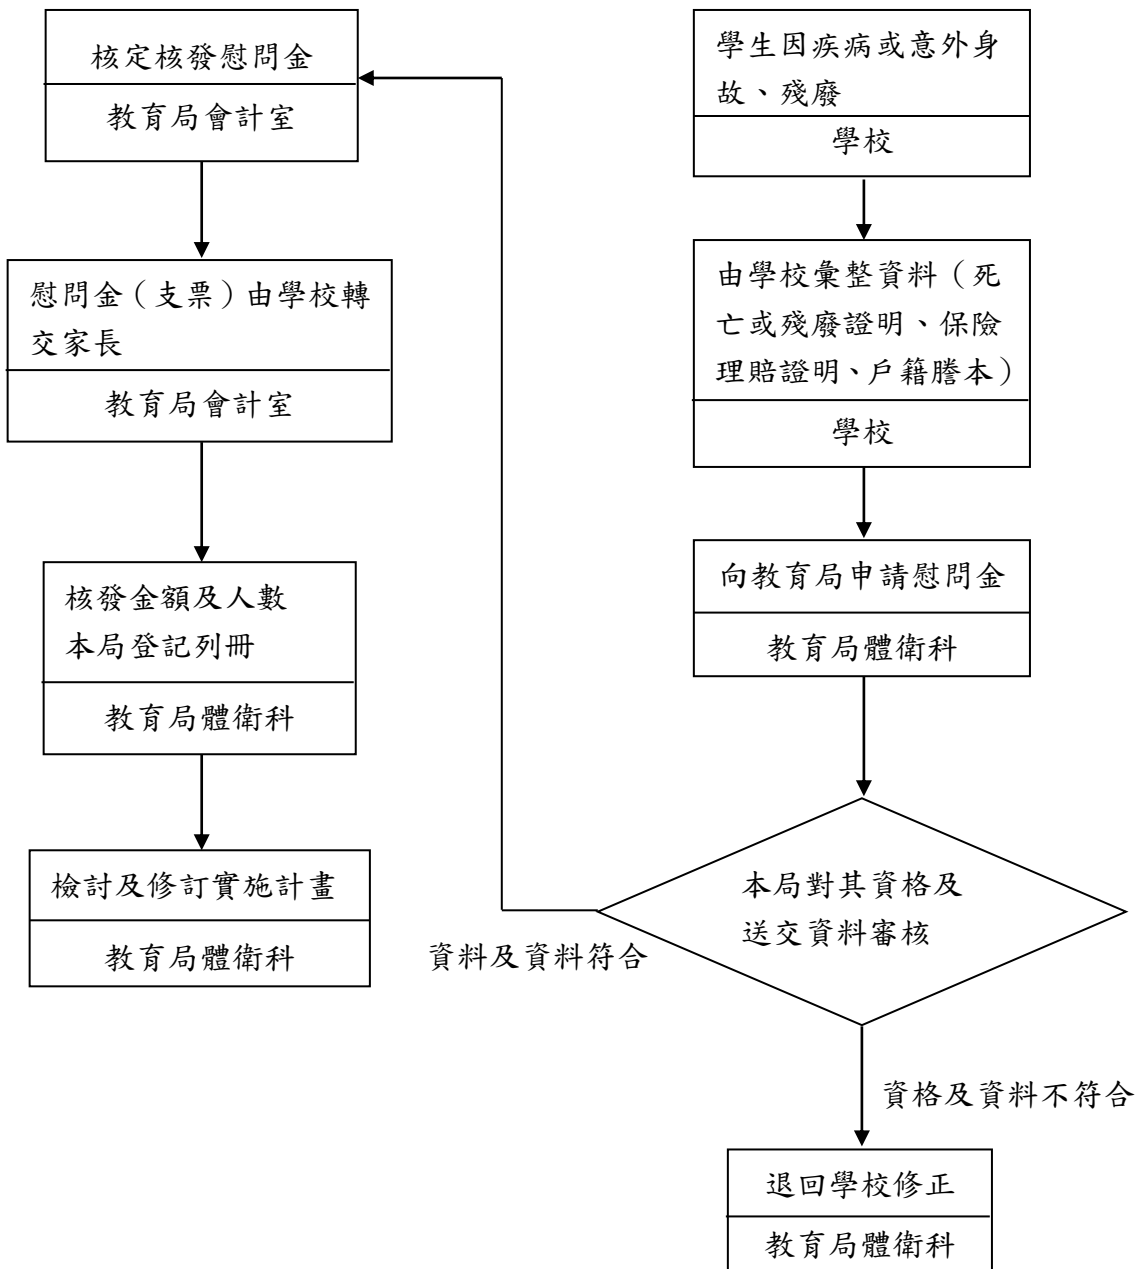 學生因疾病或意外身
故、殘廢
學校
由學校彙整資料（死
亡或殘廢證明、保險
理賠證明、戶籍謄本）
學校
向教育局申請慰問金
教育局體衛科
本局對其資格及
送交資料審核
資料及資料符合
資格及資料不符合
退回學校修正
教育局體衛科
核定核發慰問金
教育局會計室
慰問金（支票）由學校轉
交家長
教育局會計室
核發金額及人數
本局登記列冊
教育局體衛科
檢討及修訂實施計畫
教育局體衛科